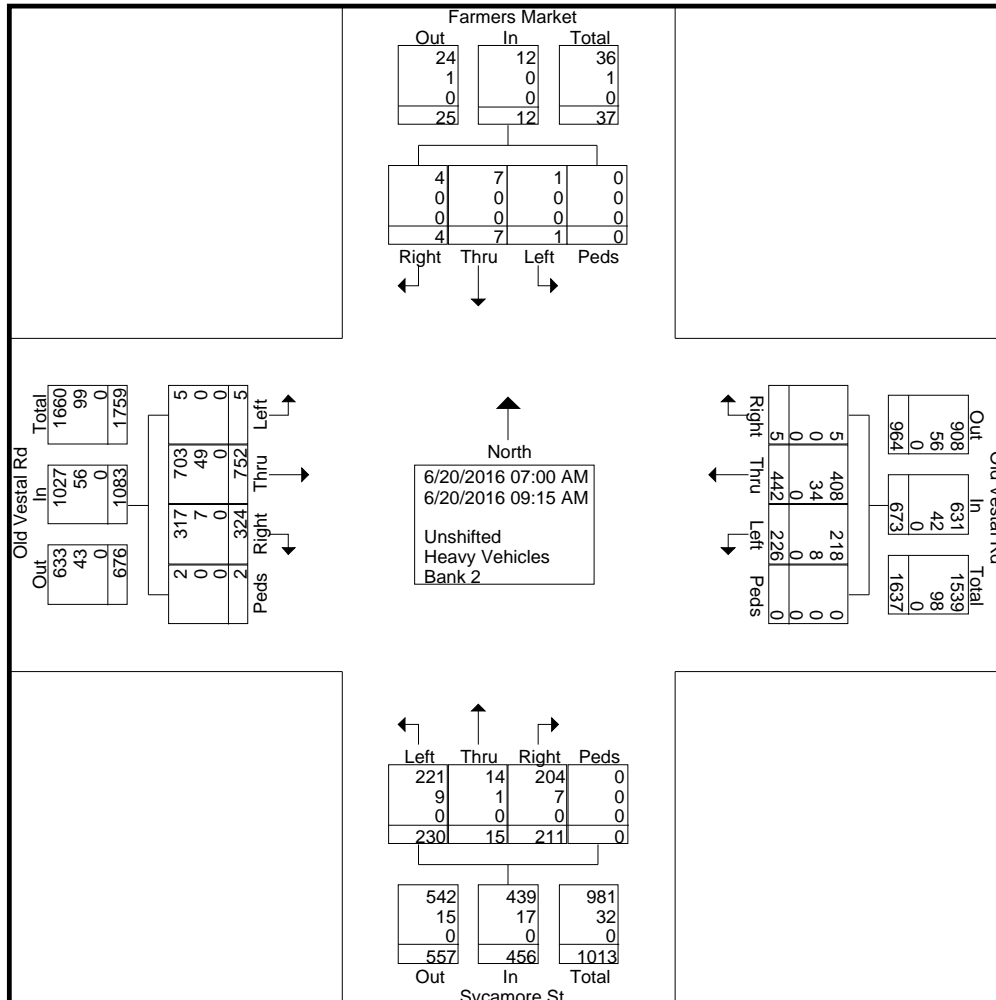 Farmers Market
Out In Total
24 12 36
1 0 1
0 0 0
25 12 37
4 7 1 0
0 0 0 0
0 0 0 0
4 7 1 0
Right Thru Left Peds
Old Vestal Rd
Total In Out
1660 1027 633
99 56 43
0 0 0
1759 1083 676
5 703 317 2
0 49 7 0
0 0 0 0
5 752 324 2
Left Thru Right Peds
North
6/20/2016 07:00 AM
6/20/2016 09:15 AM
Unshifted
Heavy Vehicles
Bank 2
Right Thru Left Peds
5 442 226 0
0 0 0 0
0 34 8 0
5 408 218 0
Old Vestal Rd
Out In Total
908 631 1539
56 42 98
0 0 0
964 673 1637
Left Thru Right Peds
221 14 204 0
9 1 7 0
0 0 0 0
230 15 211 0
542 439 981
15 17 32
0 0 0
557 456 1013
Out In Total
Sycamore St